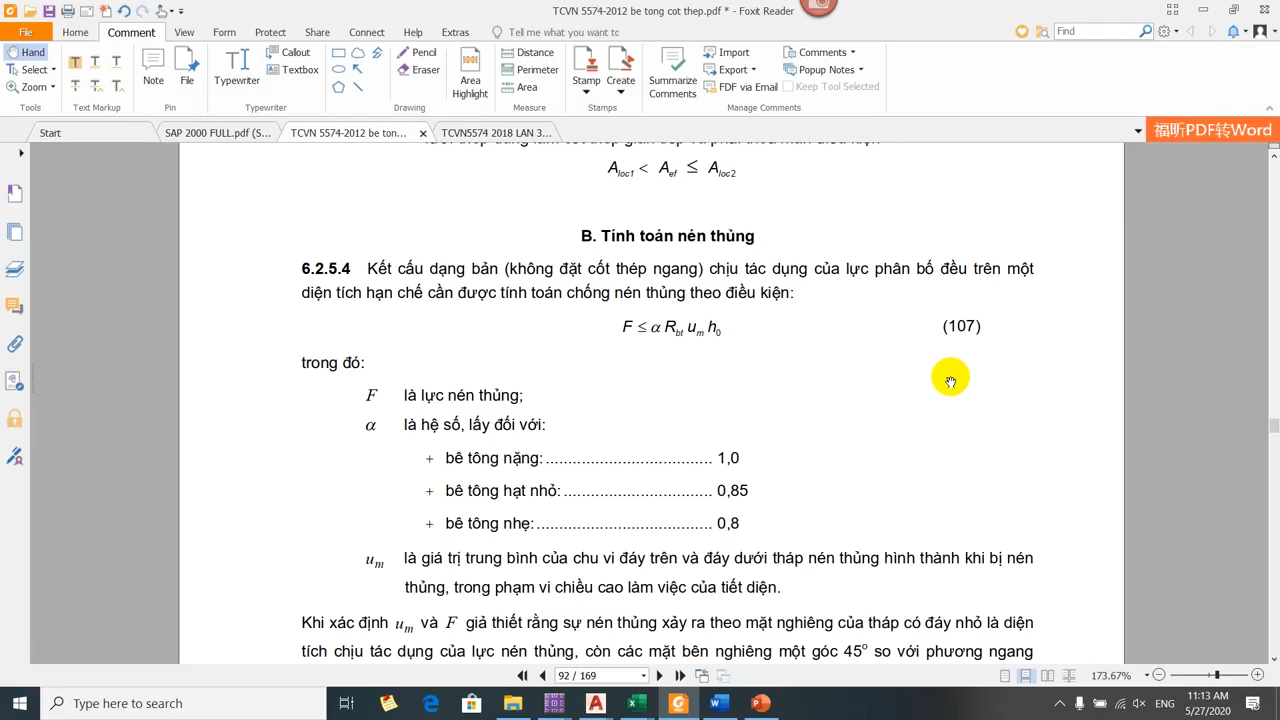 TCVN 5574-2012 be tong cot thep.pdf * - Foxit Reader
File Home Comment View Form Protect Share Connect Help Extras Tell me what you want to do Find
Hand
Select
Zoom
Tools
Text Markup
Note
File
Pin
Typewriter
Callout
Textbox
Typewriter
Pencil
Eraser
Drawing
Area Highlight
Distance
Perimeter
Area
Measure
Stamp
Create
Stamps
Summarize Comments
Import
Export
FDF via Email
Comments
Popup Notes
Keep Tool Selected
Manage Comments
Start SAP 2000 FULL.pdf (S... TCVN 5574-2012 be ton... TCVN5574 2018 LAN 3... 福昕PDF转Word
A loc1 < A ef ≤ A loc2
B. Tính toán nén thủng
6.2.5.4 Kết cấu dạng bản (không đặt cốt thép ngang) chịu tác dụng của lực phân bố đều trên một
diện tích hạn chế cần được tính toán chống nén thủng theo điều kiện:
F ≤ α Rbt um h0 (107)
trong đó:
F là lực nén thủng;
α là hệ số, lấy đối với:
+ bê tông nặng: ..................................... 1,0
+ bê tông hạt nhỏ: ................................. 0,85
+ bê tông nhẹ: ....................................... 0,8
um là giá trị trung bình của chu vi đáy trên và đáy dưới tháp nén thủng hình thành khi bị nén
thủng, trong phạm vi chiều cao làm việc của tiết diện.
Khi xác định um và F giả thiết rằng sự nén thủng xảy ra theo mặt nghiêng của tháp có đáy nhỏ là diện
tích chịu tác dụng của lực nén thủng, còn các mặt bên nghiêng một góc 45° so với phương ngang
92 / 169 173.67%
Type here to search ENG 11:13 AM
5/27/2020